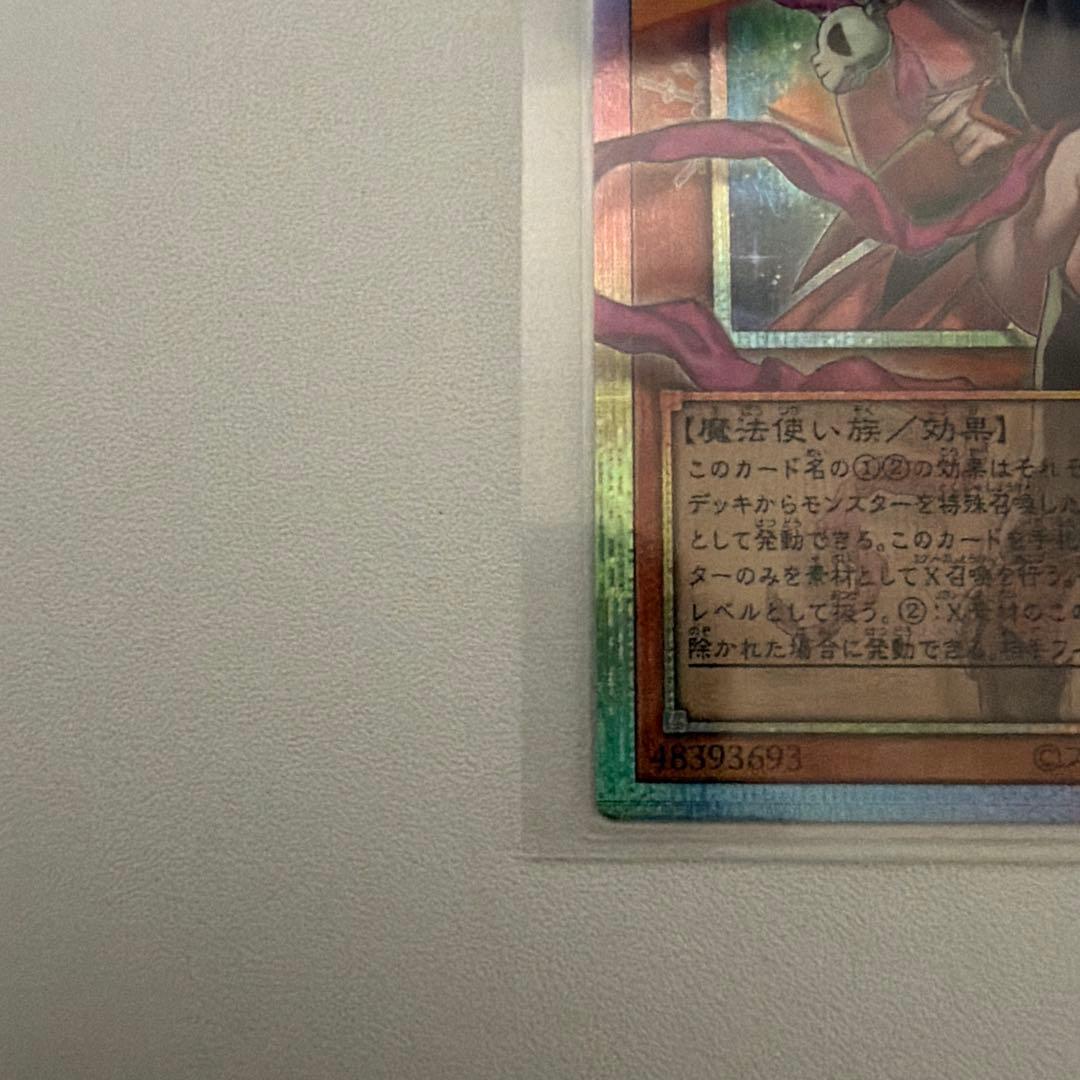 【魔法使い族／効果】
このカード名の①②の効果はそれぞ
デッキからモンスターを特殊召喚した
として発動できる。このカードを手札
ターのみを素材としてX召喚を行う。
レベルとして扱う。②：X素材のこの
除かれた場合に発動できる。
48393693
©ス